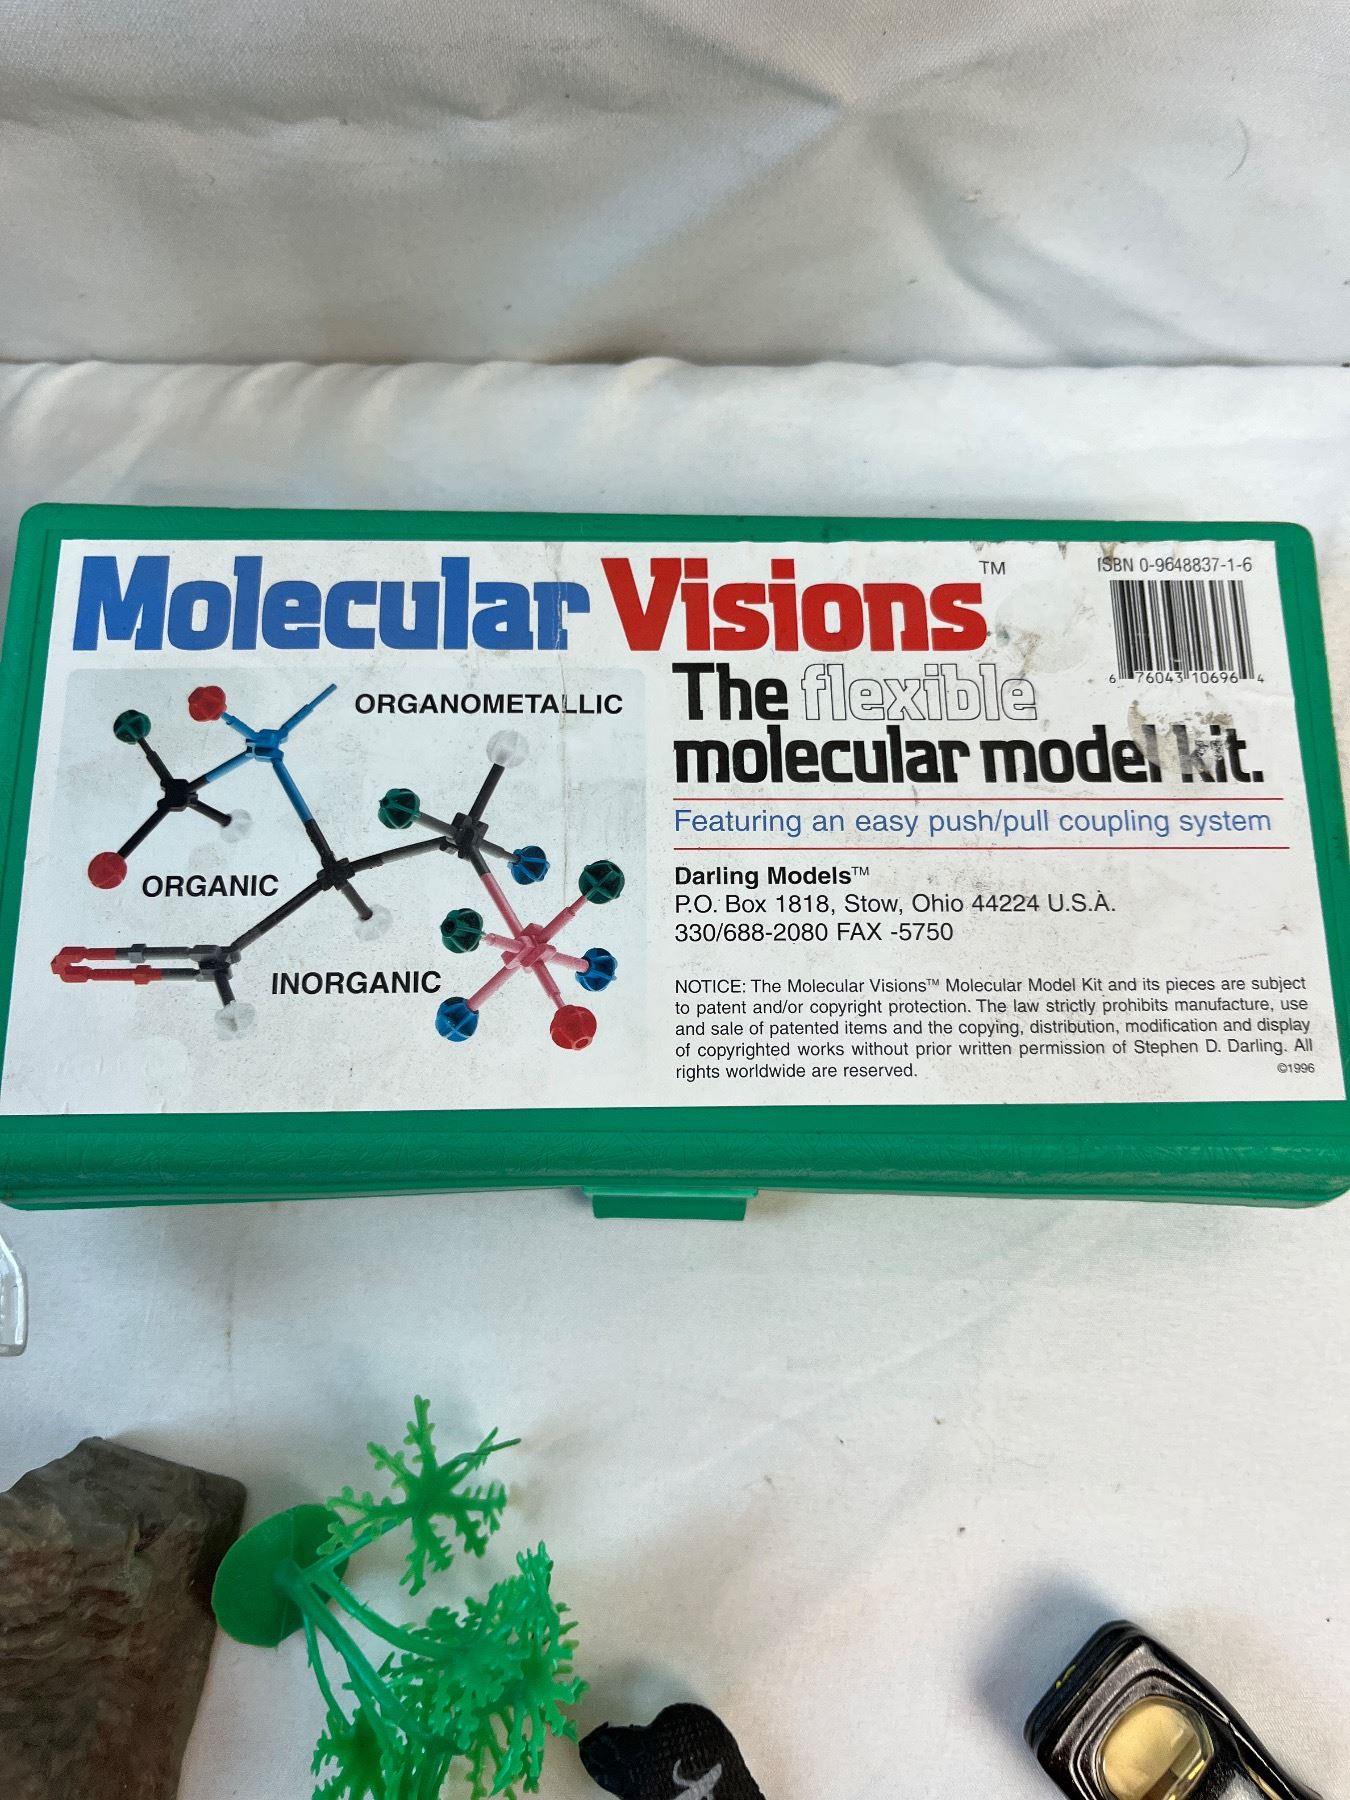 Molecular Visions™
ISBN 0-9648837-1-6
6 76043 10696 4
The flexible
molecular model kit.
Featuring an easy push/pull coupling system
ORGANOMETALLIC
ORGANIC
INORGANIC
Darling Models™
P.O. Box 1818, Stow, Ohio 44224 U.S.A.
330/688-2080 FAX -5750
NOTICE: The Molecular Visions™ Molecular Model Kit and its pieces are subject
to patent and/or copyright protection. The law strictly prohibits manufacture, use
and sale of patented items and the copying, distribution, modification and display
of copyrighted works without prior written permission of Stephen D. Darling. All
rights worldwide are reserved.
©1996